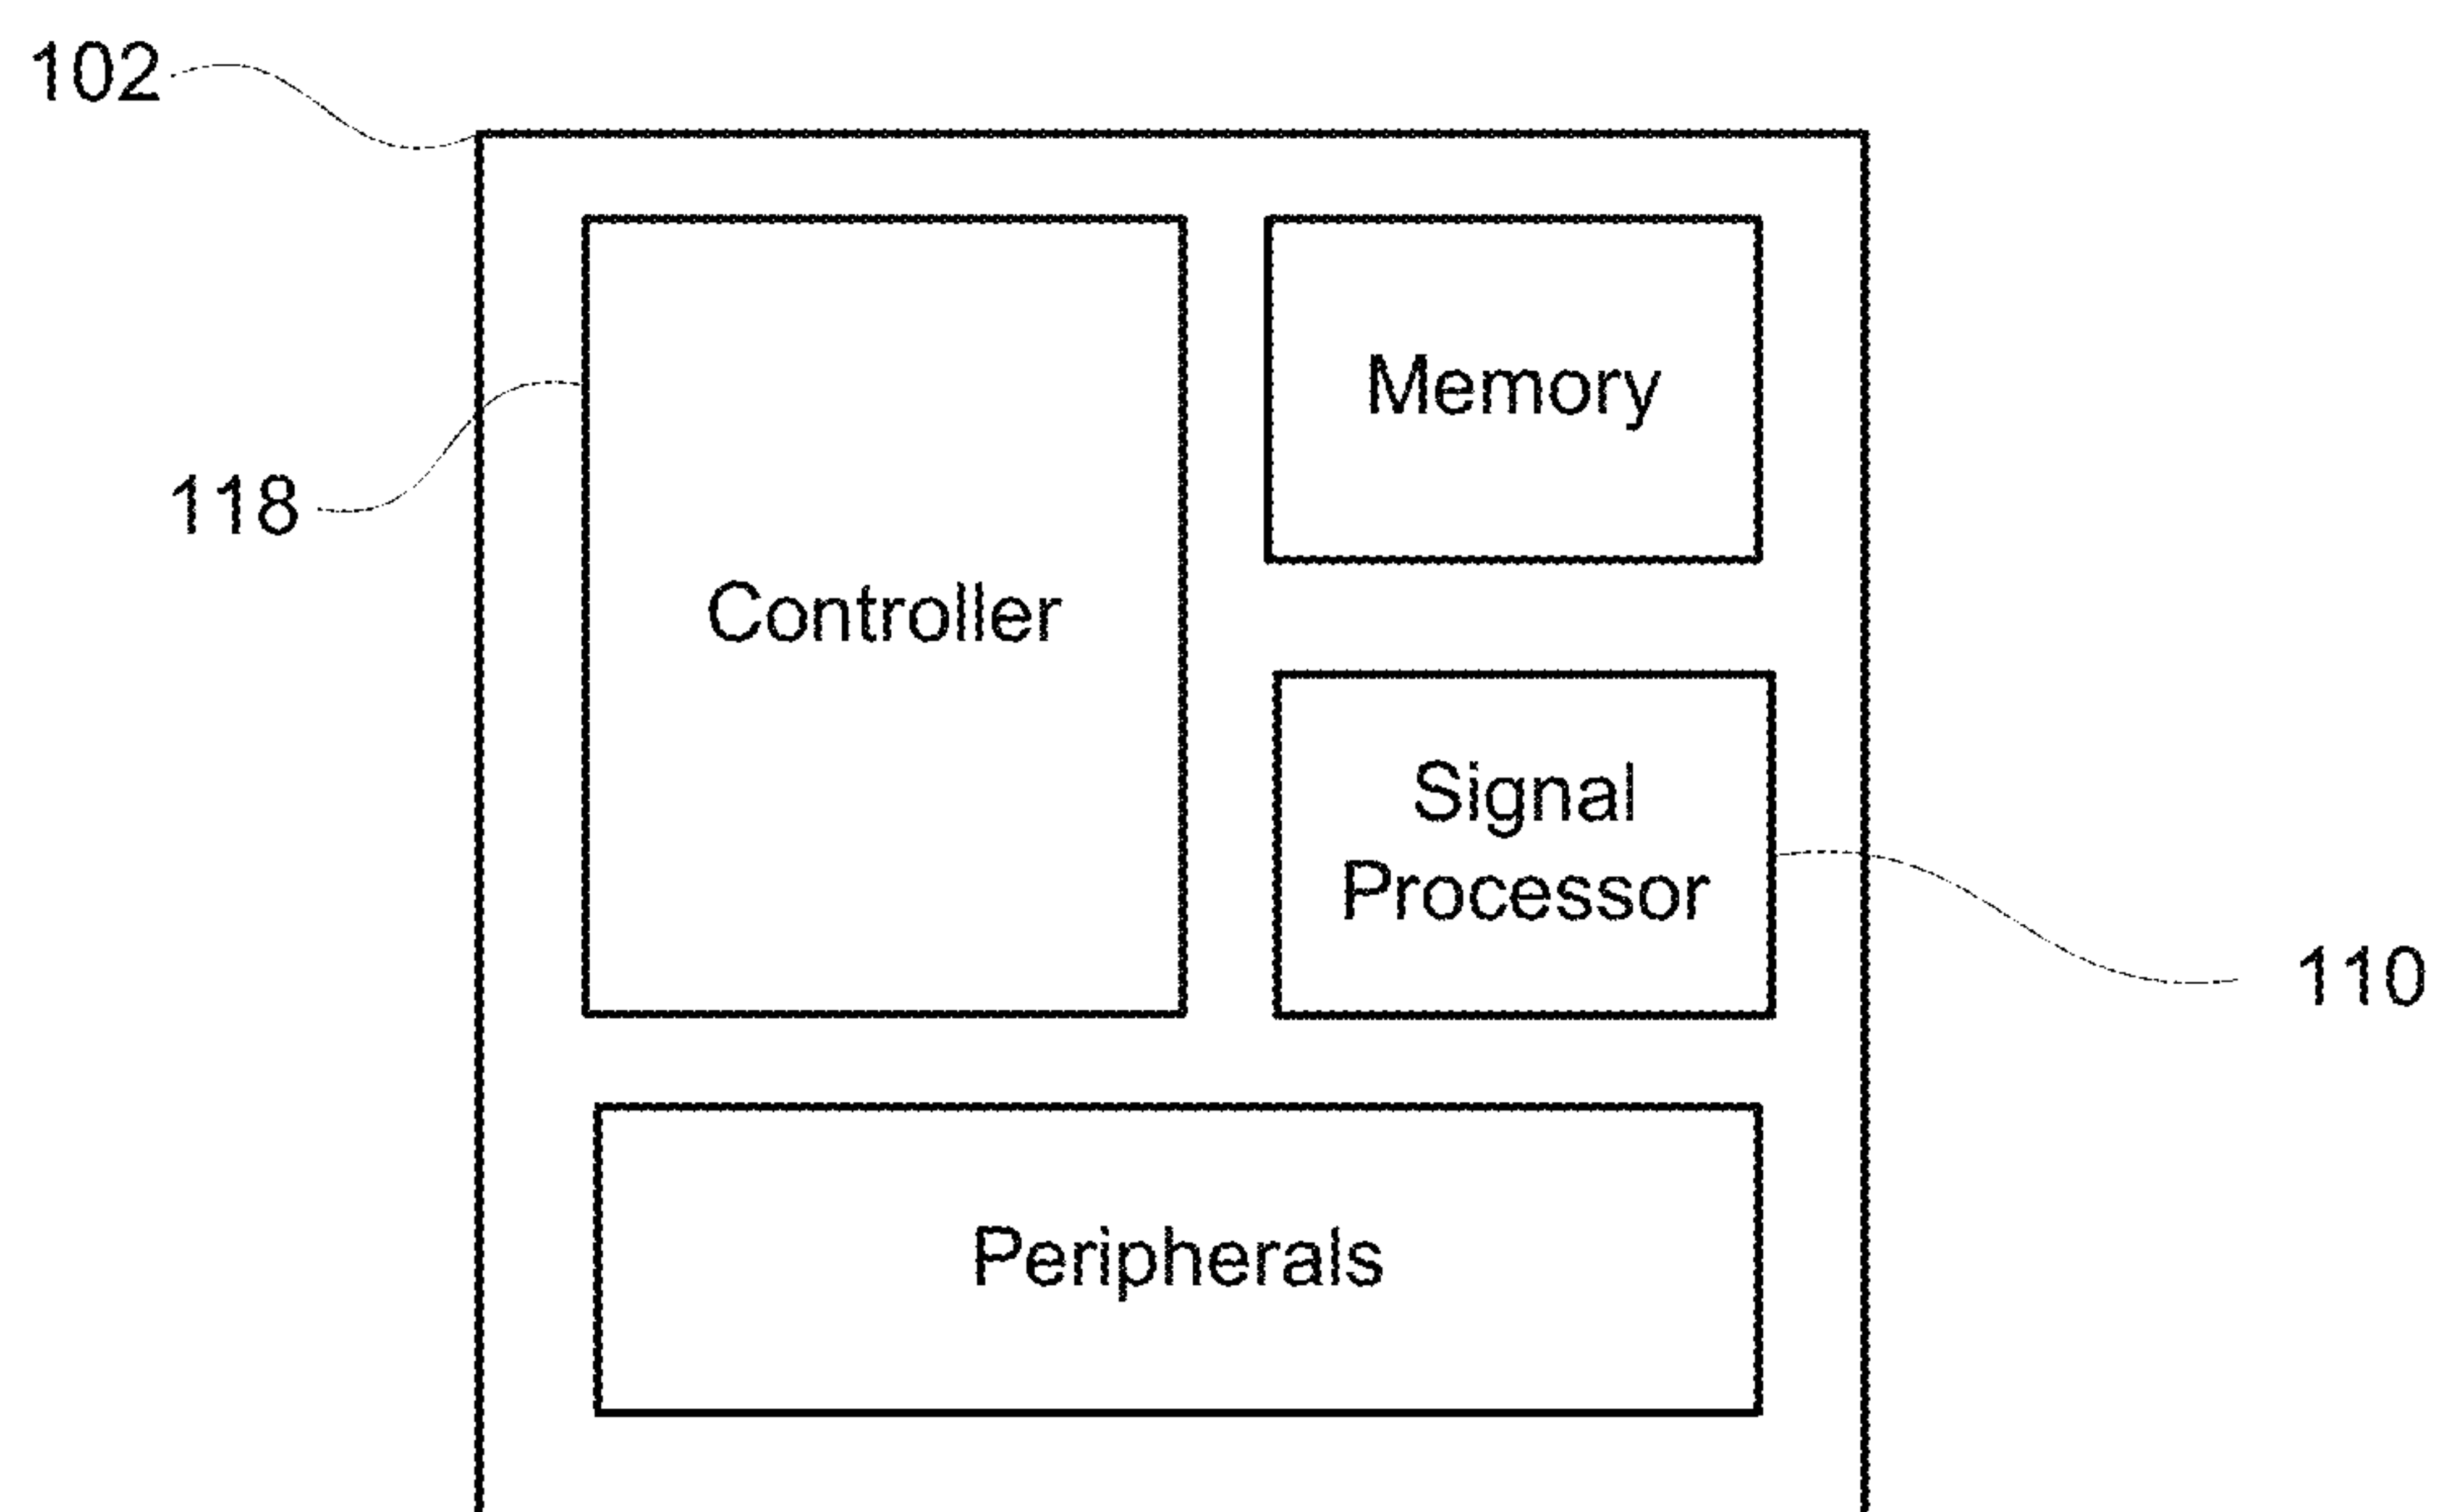 102
Memory
118
Controller
Signal
Processor
110
Peripherals